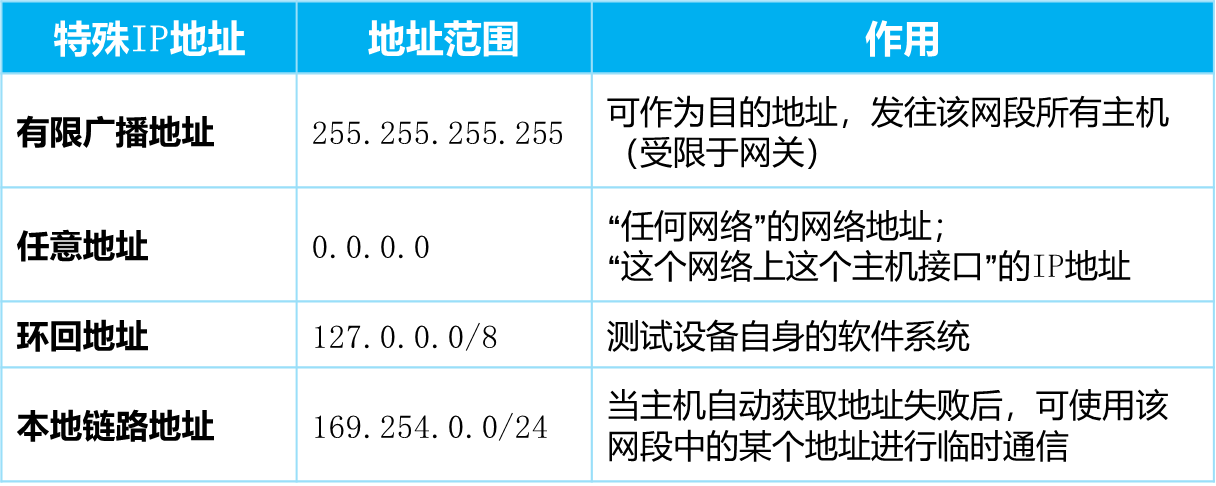 特殊IP地址 地址范围 作用
有限广播地址 255.255.255.255 可作为目的地址，发往该网段所有主机
（受限于网关）
任意地址 0.0.0.0 “任何网络”的网络地址；
“这个网络上这个主机接口”的IP地址
环回地址 127.0.0.0/8 测试设备自身的软件系统
本地链路地址 169.254.0.0/24 当主机自动获取地址失败后，可使用该
网段中的某个地址进行临时通信